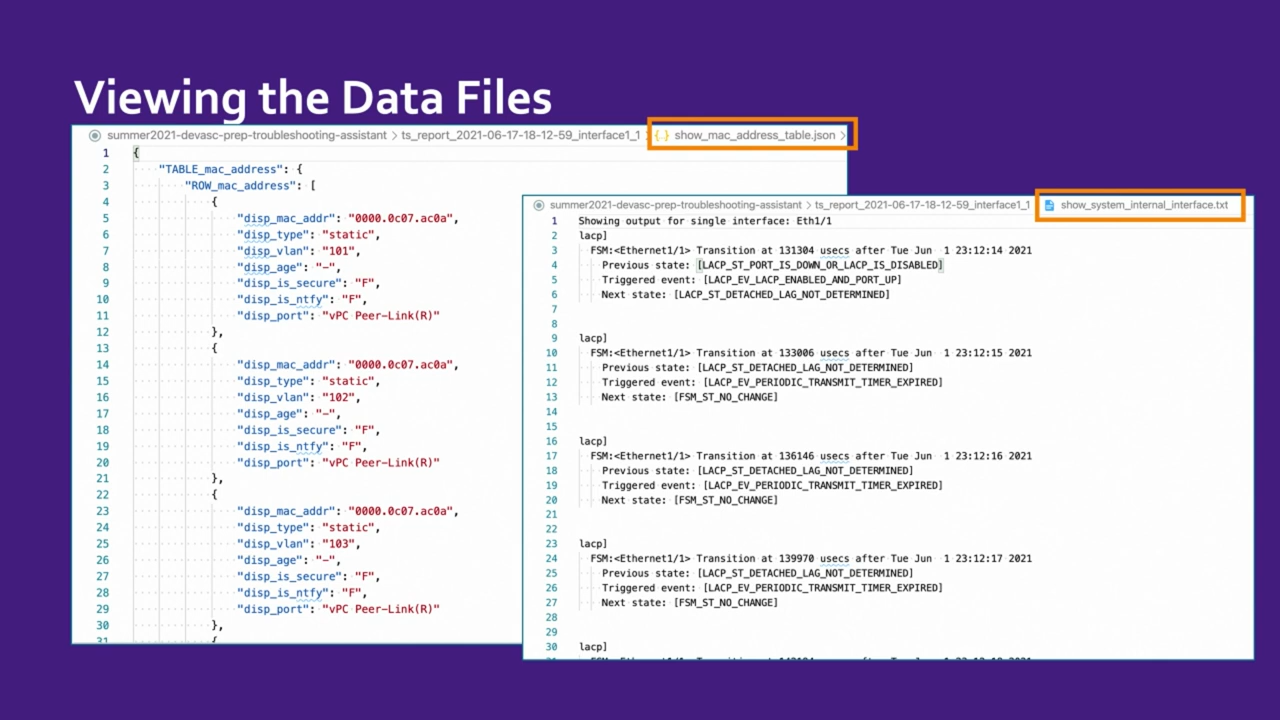 Viewing the Data Files
summer2021-devasc-prep-troubleshooting-assistant > ts_report_2021-06-17-18-12-59_interface1_1 > {} show_mac_address_table.json >
1 {
2 "TABLE_mac_address": {
3 "ROW_mac_address": [
4 {
5 "disp_mac_addr": "0000.0c07.ac0a",
6 "disp_type": "static",
7 "disp_vlan": "101",
8 "disp_age": "-",
9 "disp_is_secure": "F",
10 "disp_is_ntfy": "F",
11 "disp_port": "vPC Peer-Link(R)"
12 },
13 {
14 "disp_mac_addr": "0000.0c07.ac0a",
15 "disp_type": "static",
16 "disp_vlan": "102",
17 "disp_age": "-",
18 "disp_is_secure": "F",
19 "disp_is_ntfy": "F",
20 "disp_port": "vPC Peer-Link(R)"
21 },
22 {
23 "disp_mac_addr": "0000.0c07.ac0a",
24 "disp_type": "static",
25 "disp_vlan": "103",
26 "disp_age": "-",
27 "disp_is_secure": "F",
28 "disp_is_ntfy": "F",
29 "disp_port": "vPC Peer-Link(R)"
30 },
31 {
summer2021-devasc-prep-troubleshooting-assistant > ts_report_2021-06-17-18-12-59_interface1_1 show_system_internal_interface.txt
1 Showing output for single interface: Eth1/1
2 lacp]
3 FSM:<Ethernet1/1> Transition at 131304 usecs after Tue Jun 1 23:12:14 2021
4 Previous state: [LACP_ST_PORT_IS_DOWN_OR_LACP_IS_DISABLED]
5 Triggered event: [LACP_EV_LACP_ENABLED_AND_PORT_UP]
6 Next state: [LACP_ST_DETACHED_LAG_NOT_DETERMINED]
7
8
9 lacp]
10 FSM:<Ethernet1/1> Transition at 133006 usecs after Tue Jun 1 23:12:15 2021
11 Previous state: [LACP_ST_DETACHED_LAG_NOT_DETERMINED]
12 Triggered event: [LACP_EV_PERIODIC_TRANSMIT_TIMER_EXPIRED]
13 Next state: [FSM_ST_NO_CHANGE]
14
15
16 lacp]
17 FSM:<Ethernet1/1> Transition at 136146 usecs after Tue Jun 1 23:12:16 2021
18 Previous state: [LACP_ST_DETACHED_LAG_NOT_DETERMINED]
19 Triggered event: [LACP_EV_PERIODIC_TRANSMIT_TIMER_EXPIRED]
20 Next state: [FSM_ST_NO_CHANGE]
21
22
23 lacp]
24 FSM:<Ethernet1/1> Transition at 139970 usecs after Tue Jun 1 23:12:17 2021
25 Previous state: [LACP_ST_DETACHED_LAG_NOT_DETERMINED]
26 Triggered event: [LACP_EV_PERIODIC_TRANSMIT_TIMER_EXPIRED]
27 Next state: [FSM_ST_NO_CHANGE]
28
29
30 lacp]